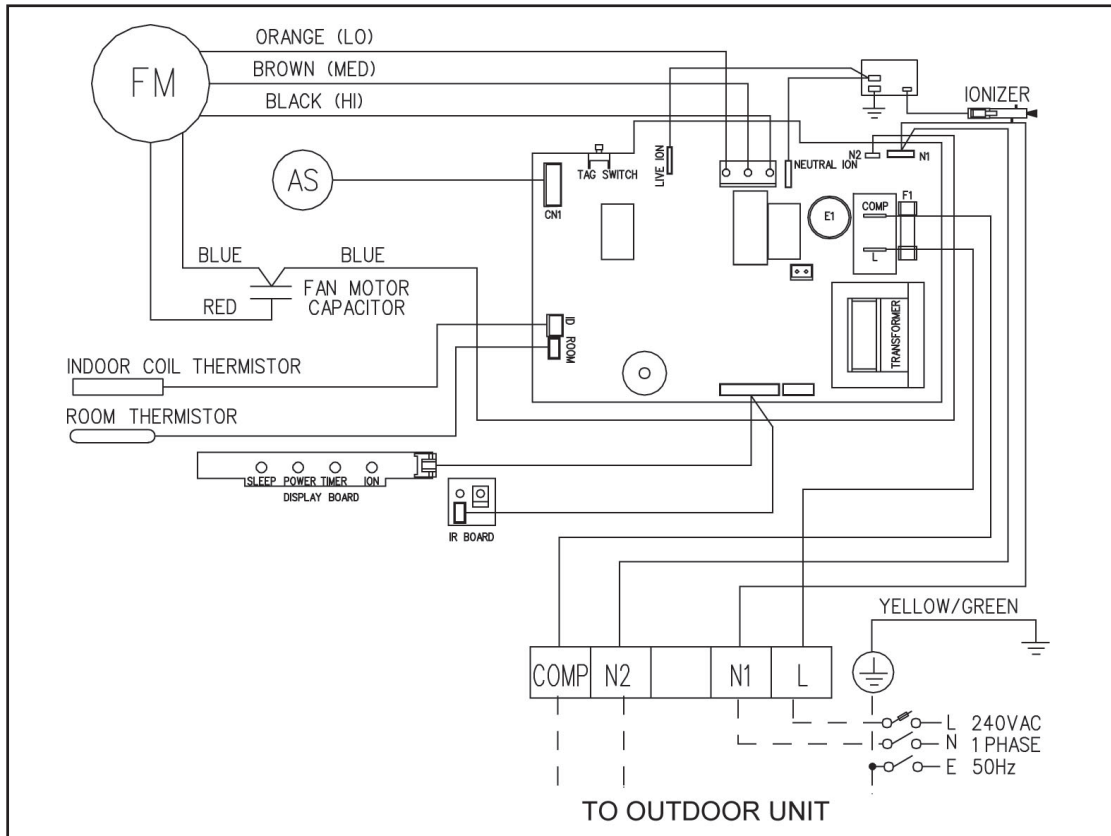 ORANGE (LO)
FM
BROWN (MED)
BLACK (HI)
IONIZER
LIVE ION
TAG SWITCH
NEUTRAL ION
N2
N1
AS
CN1
E1
COMP
F1
L
BLUE
BLUE
FAN MOTOR
CAPACITOR
RED
TRANSFORMER
ID
ROOM
INDOOR COIL THERMISTOR
ROOM THERMISTOR
SLEEP POWER TIMER ION
DISPLAY BOARD
IR BOARD
YELLOW/GREEN
COMP N2 N1 L
L 240VAC
N 1 PHASE
E 50Hz
TO OUTDOOR UNIT